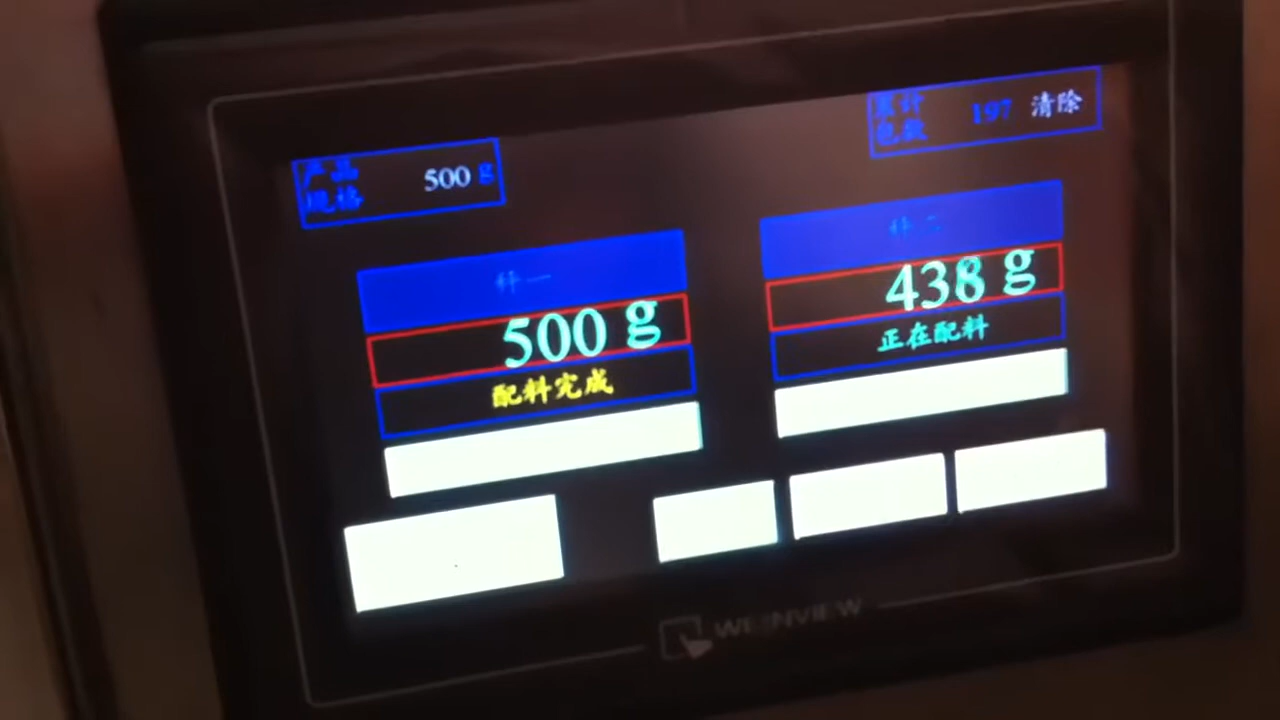 产品
规格
500 g
累计
包数
197
清除
秤一
500 g
配料完成
秤二
438 g
正在配料
WEINVIEW